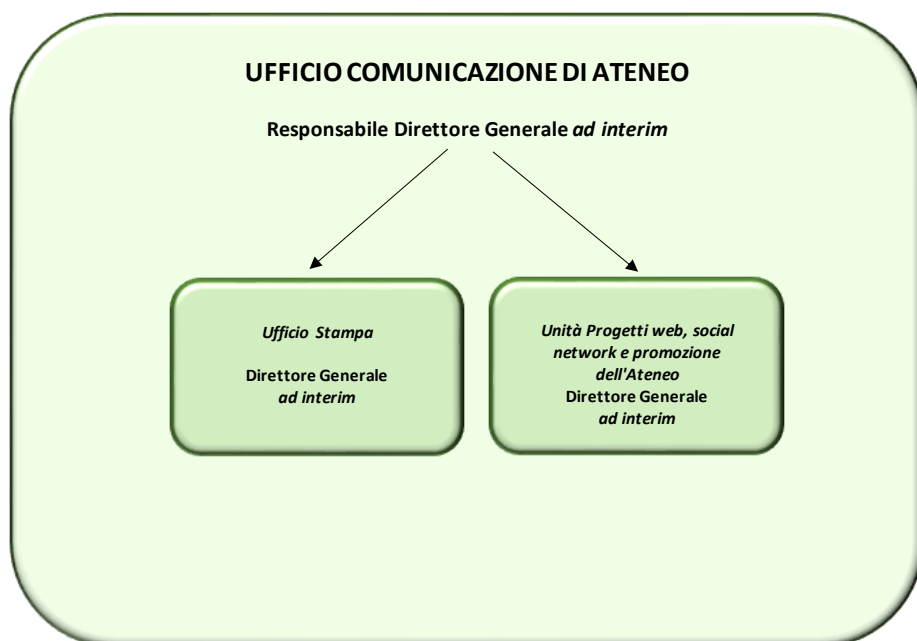 UFFICIO COMUNICAZIONE DI ATENEO
Responsabile Direttore Generale ad interim
Ufficio Stampa
Direttore Generale
ad interim
Unità Progetti web, social
network e promozione
dell'Ateneo
Direttore Generale
ad interim